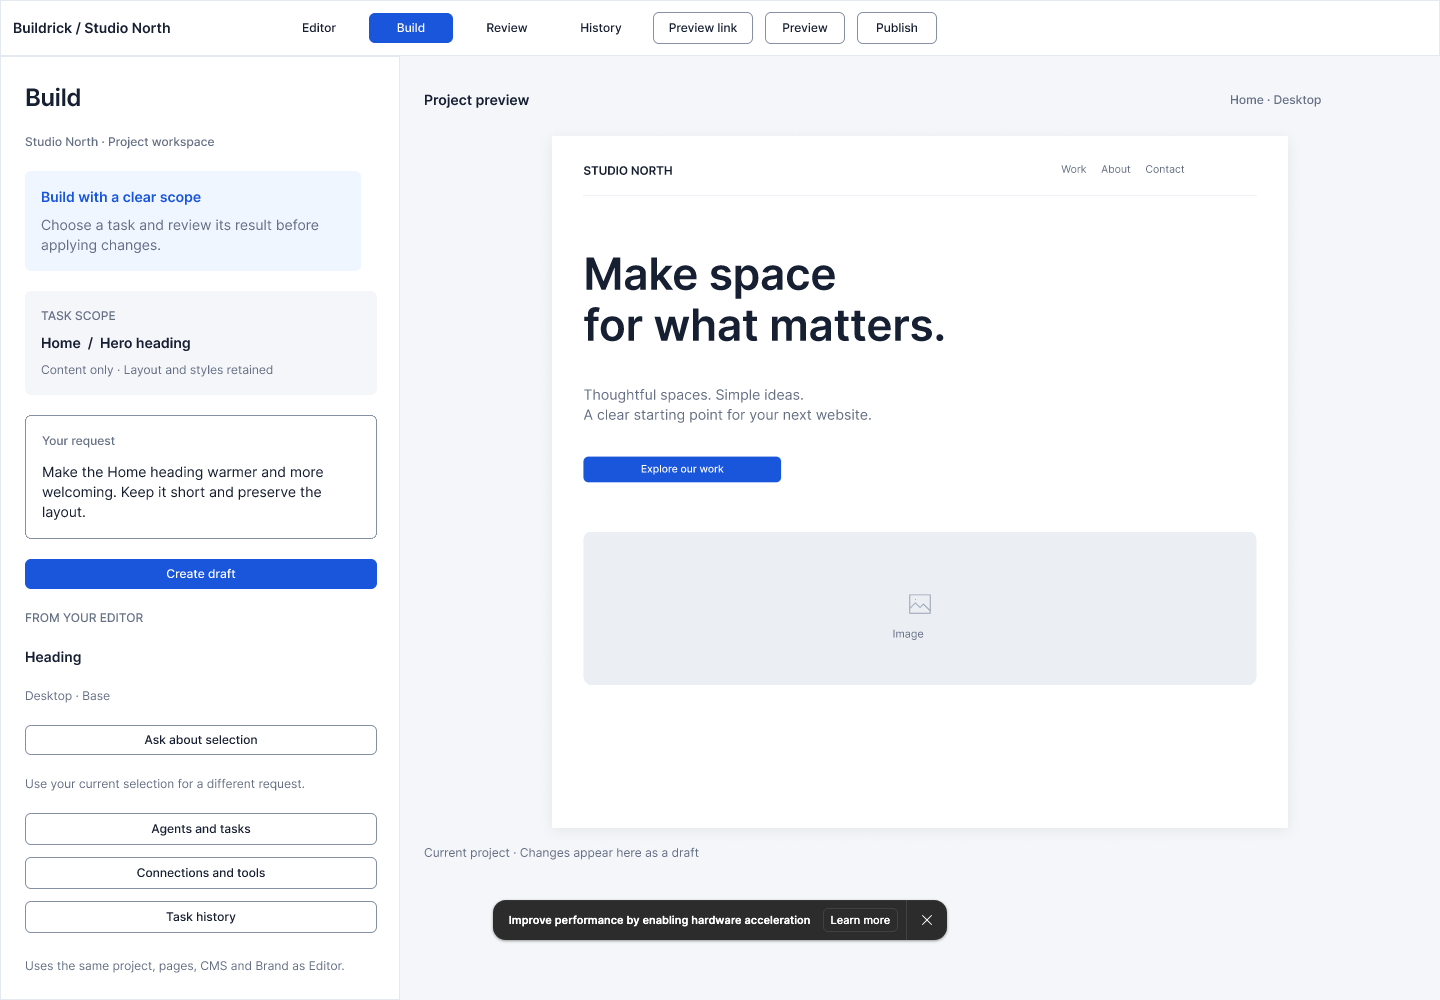 Buildrick / Studio North
Editor
Build
Review
History
Preview link
Preview
Publish
Build
Studio North · Project workspace
Build with a clear scope
Choose a task and review its result before
applying changes.
TASK SCOPE
Home / Hero heading
Content only · Layout and styles retained
Your request
Make the Home heading warmer and more
welcoming. Keep it short and preserve the
layout.
Create draft
FROM YOUR EDITOR
Heading
Desktop · Base
Ask about selection
Use your current selection for a different request.
Agents and tasks
Connections and tools
Task history
Uses the same project, pages, CMS and Brand as Editor.
Project preview
Home · Desktop
STUDIO NORTH
Work
About
Contact
Make space
for what matters.
Thoughtful spaces. Simple ideas.
A clear starting point for your next website.
Explore our work
Image
Current project · Changes appear here as a draft
Improve performance by enabling hardware acceleration
Learn more